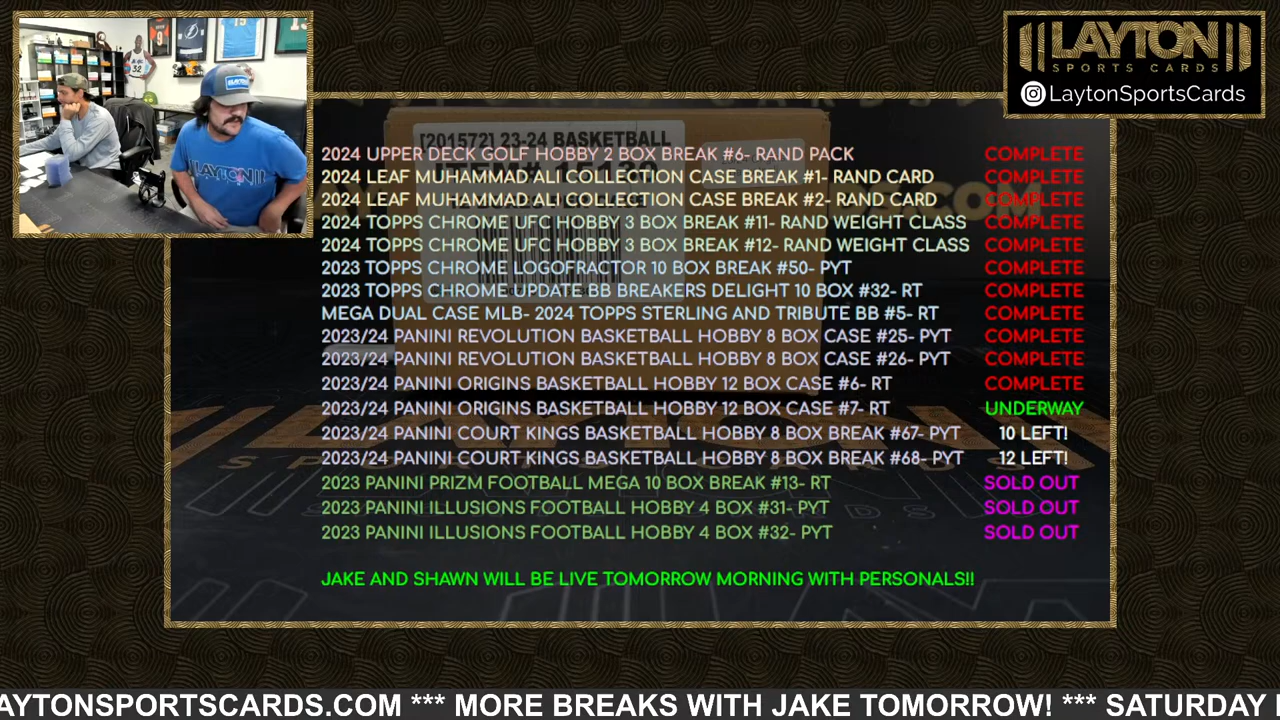 LAYTON
SPORTS CARDS
LaytonSportsCards
[201572] 23-24 BASKETBALL
2024 UPPER DECK GOLF HOBBY 2 BOX BREAK #6- RAND PACK COMPLETE
2024 LEAF MUHAMMAD ALI COLLECTION CASE BREAK #1- RAND CARD COMPLETE
2024 LEAF MUHAMMAD ALI COLLECTION CASE BREAK #2- RAND CARD COMPLETE
2024 TOPPS CHROME UFC HOBBY 3 BOX BREAK #11- RAND WEIGHT CLASS COMPLETE
2024 TOPPS CHROME UFC HOBBY 3 BOX BREAK #12- RAND WEIGHT CLASS COMPLETE
2023 TOPPS CHROME LOGOFRACTOR 10 BOX BREAK #50- PYT COMPLETE
2023 TOPPS CHROME UPDATE BB BREAKERS DELIGHT 10 BOX #32- RT COMPLETE
MEGA DUAL CASE MLB- 2024 TOPPS STERLING AND TRIBUTE BB #5- RT COMPLETE
2023/24 PANINI REVOLUTION BASKETBALL HOBBY 8 BOX CASE #25- PYT COMPLETE
2023/24 PANINI REVOLUTION BASKETBALL HOBBY 8 BOX CASE #26- PYT COMPLETE
2023/24 PANINI ORIGINS BASKETBALL HOBBY 12 BOX CASE #6- RT COMPLETE
2023/24 PANINI ORIGINS BASKETBALL HOBBY 12 BOX CASE #7- RT UNDERWAY
2023/24 PANINI COURT KINGS BASKETBALL HOBBY 8 BOX BREAK #67- PYT 10 LEFT!
2023/24 PANINI COURT KINGS BASKETBALL HOBBY 8 BOX BREAK #68- PYT 12 LEFT!
2023 PANINI PRIZM FOOTBALL MEGA 10 BOX BREAK #13- RT SOLD OUT
2023 PANINI ILLUSIONS FOOTBALL HOBBY 4 BOX #31- PYT SOLD OUT
2023 PANINI ILLUSIONS FOOTBALL HOBBY 4 BOX #32- PYT SOLD OUT
JAKE AND SHAWN WILL BE LIVE TOMORROW MORNING WITH PERSONALS!!
AYTONSPORTSCARDS.COM *** MORE BREAKS WITH JAKE TOMORROW! *** SATURDAY